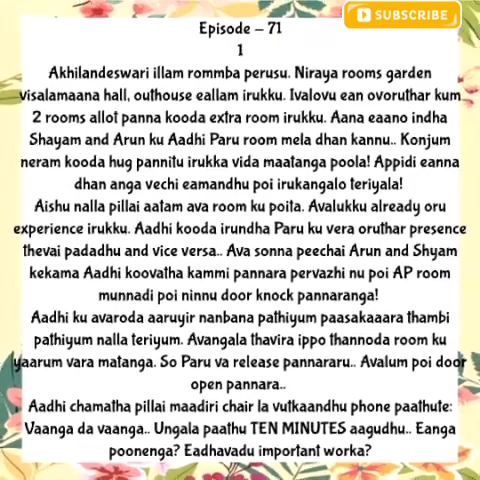 SUBSCRIBE
Episode – 71
1
Akhilandeswari illam rommba perusu. Niraya rooms garden
visalamaana hall, outhouse eallam irukku. Ivalovu ean ovoruthar kum
2 rooms allot panna kooda extra room irukku. Aana eaano indha
Shayam and Arun ku Aadhi Paru room mela dhan kannu.. Konjum
neram kooda hug pannitu irukka vida maatanga poola! Appidi eanna
dhan anga vechi eamandhu poi irukangalo teriyala!
Aishu nalla pillai aatam ava room ku poita. Avalukku already oru
experience irukku. Aadhi kooda irundha Paru ku vera oruthar presence
thevai padadhu and vice versa.. Ava sonna peechai Arun and Shyam
kekama Aadhi koovatha kammi pannara pervazhi nu poi AP room
munnadi poi ninnu door knock pannaranga!
Aadhi ku avaroda aaruyir nanbana pathiyum paasakaaara thambi
pathiyum nalla teriyum. Avangala thavira ippo thannoda room ku
yaarum vara matanga. So Paru va release pannararu.. Avalum poi door
open pannara..
Aadhi chamatha pillai maadiri chair la vutkaandhu phone paathute:
Vaanga da vaanga.. Ungala paathu TEN MINUTES aagudhu.. Eanga
poonenga? Eadhavadu important worka?